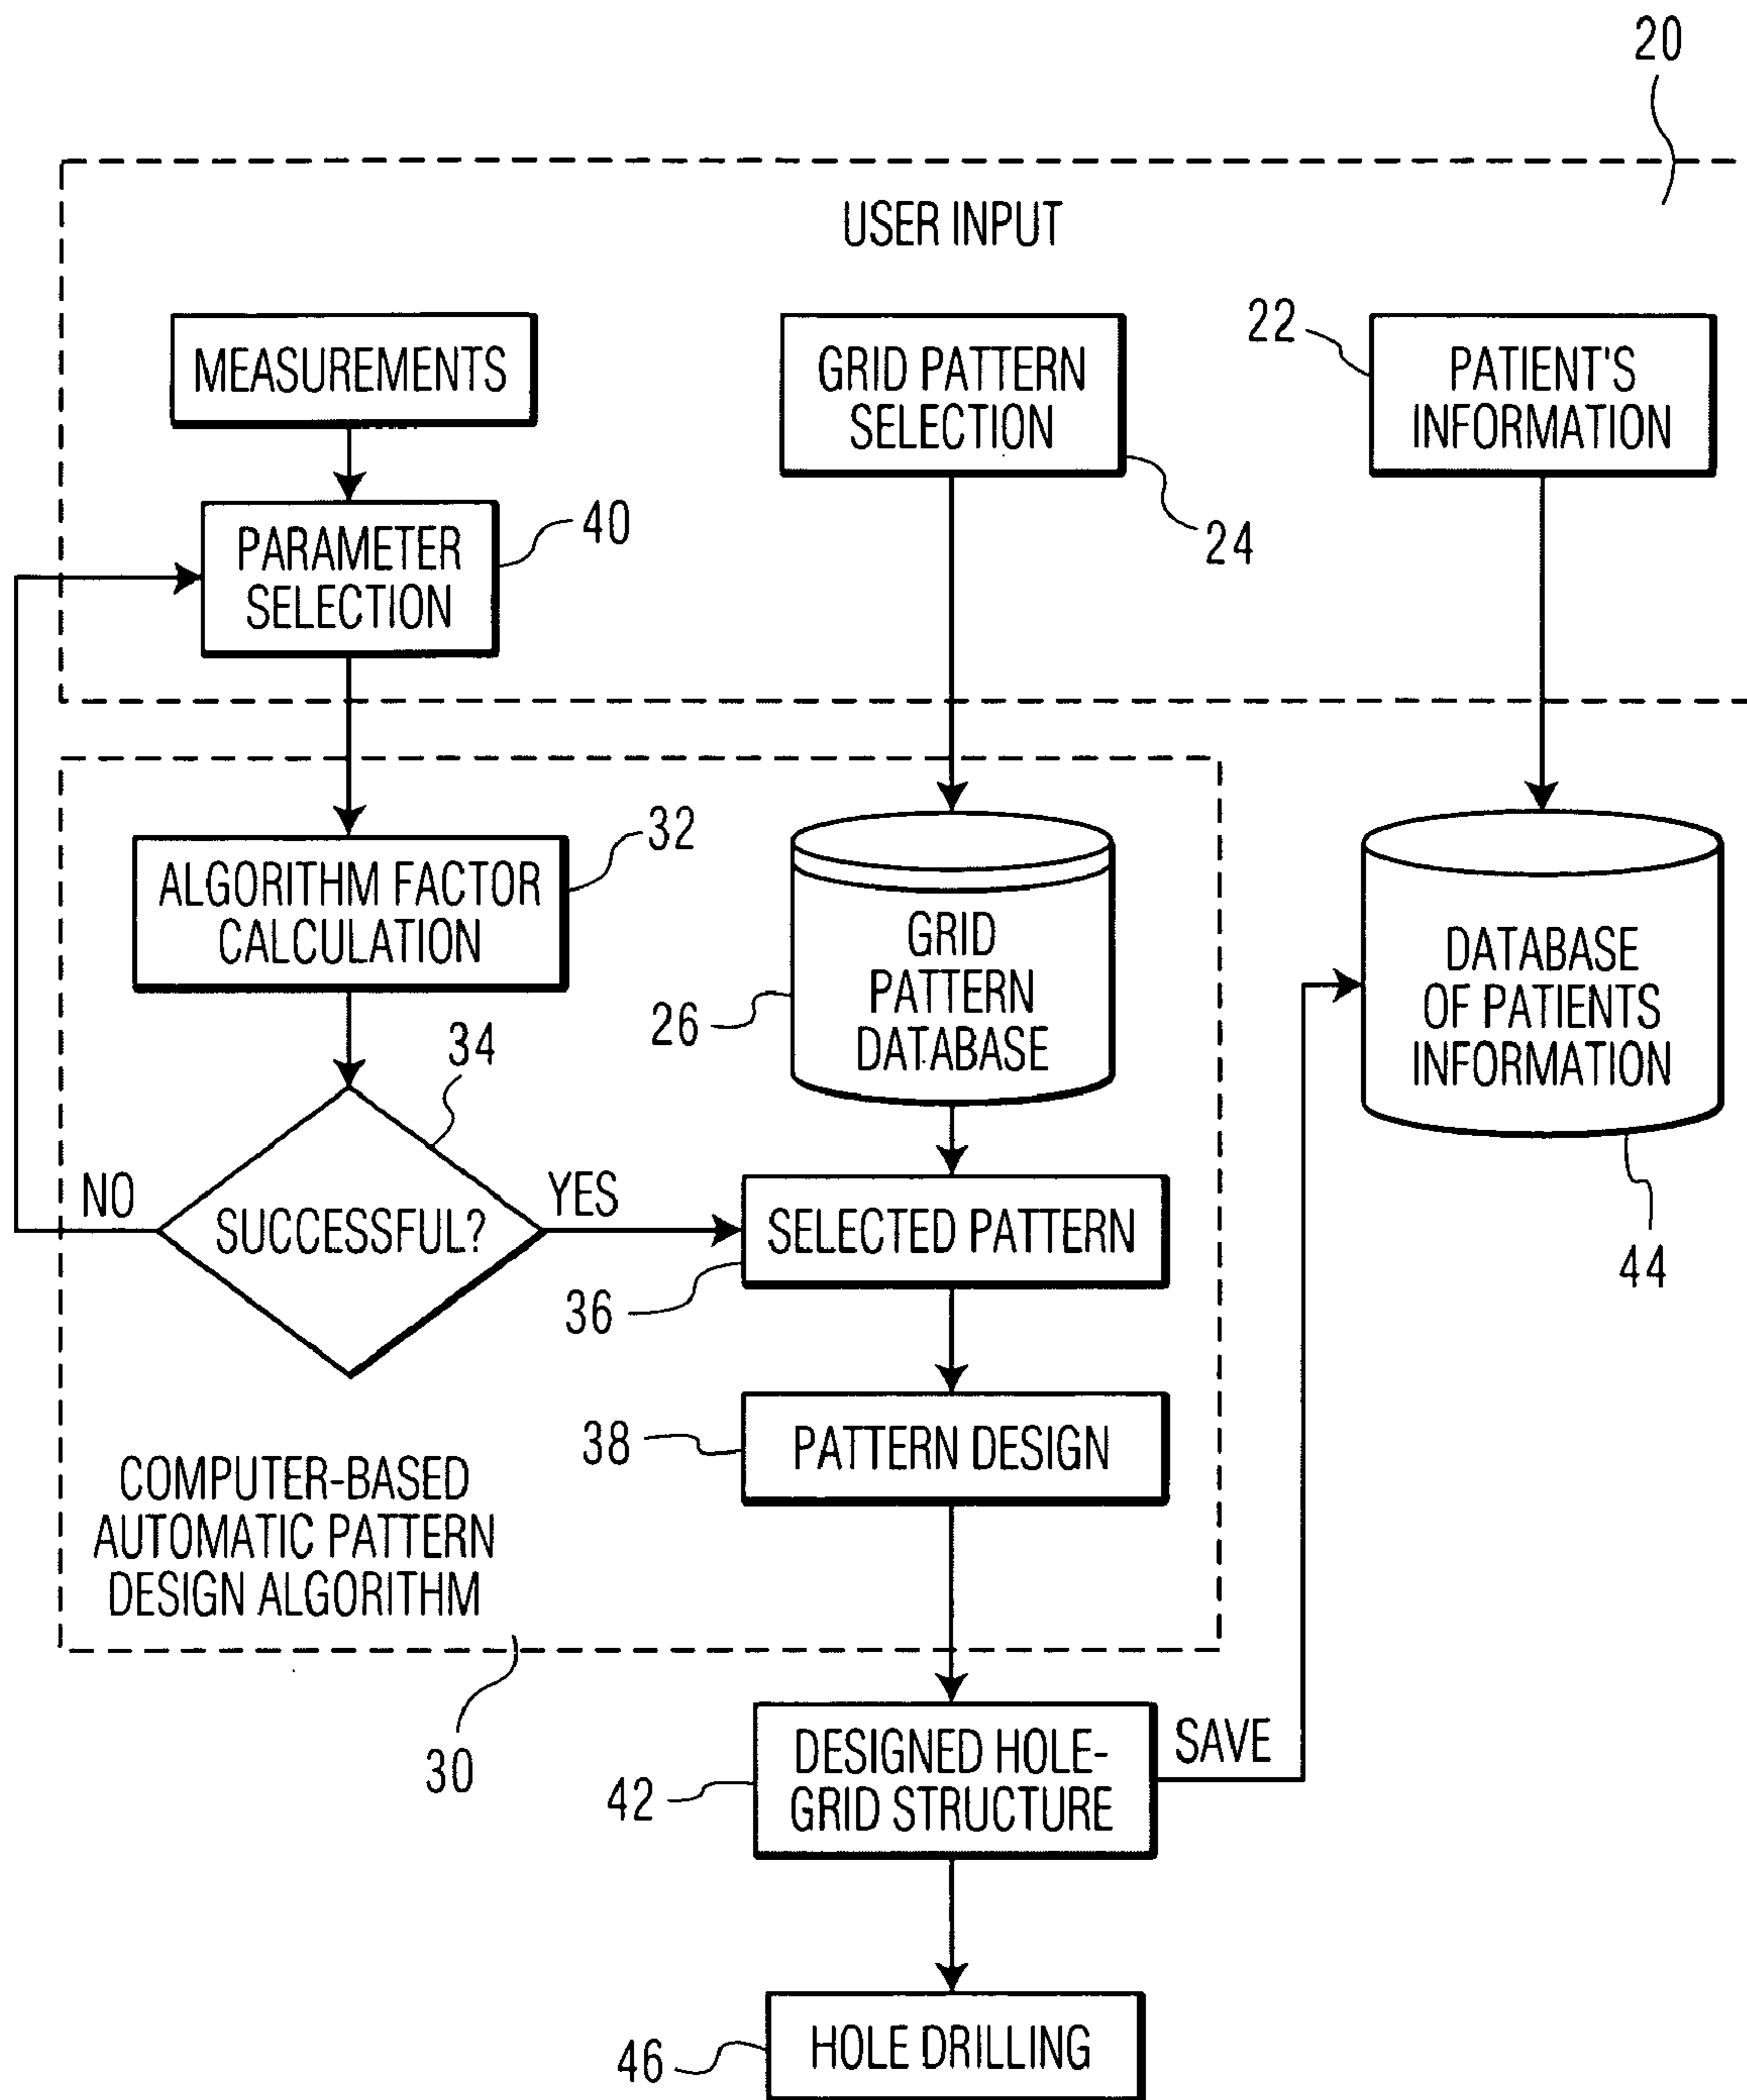 20
USER INPUT
MEASUREMENTS
GRID PATTERN
SELECTION
24
22
PATIENT'S
INFORMATION
PARAMETER
SELECTION
40
ALGORITHM FACTOR
CALCULATION
32
GRID
PATTERN
DATABASE
26
DATABASE
OF PATIENTS
INFORMATION
44
34
NO
SUCCESSFUL?
YES
SELECTED PATTERN
36
PATTERN DESIGN
38
COMPUTER-BASED
AUTOMATIC PATTERN
DESIGN ALGORITHM
30
DESIGNED HOLE-
GRID STRUCTURE
42
SAVE
HOLE DRILLING
46